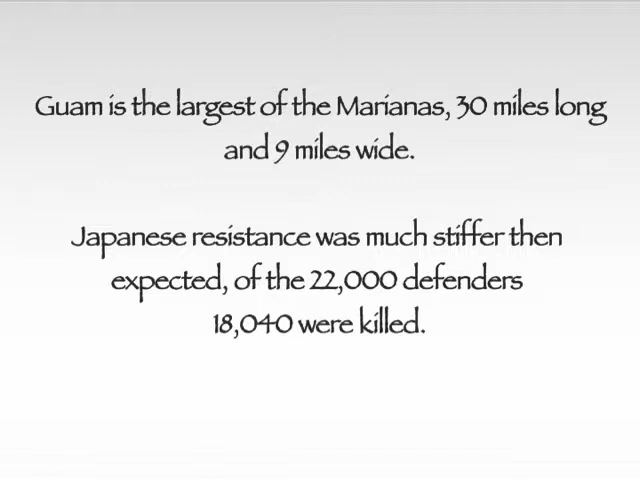 Guam is the largest of the Marianas, 30 miles long
and 9 miles wide.
Japanese resistance was much stiffer then
expected, of the 22,000 defenders
18,040 were killed.